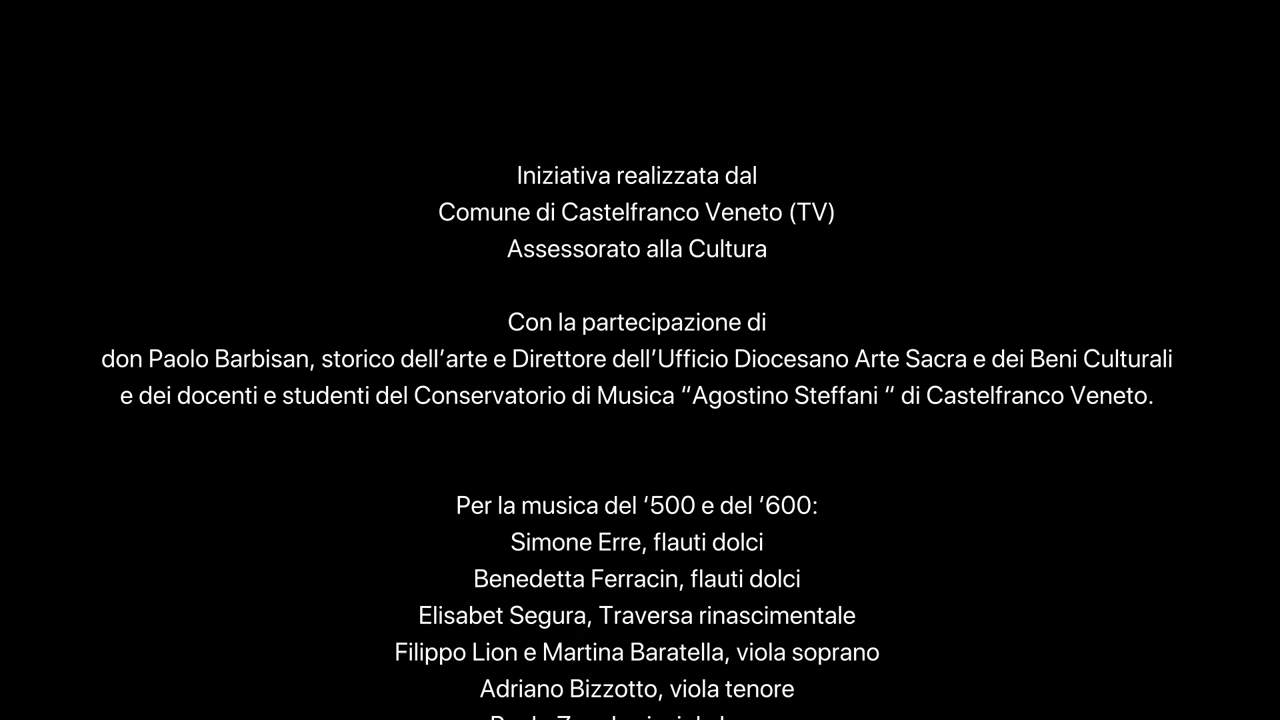 Iniziativa realizzata dal
Comune di Castelfranco Veneto (TV)
Assessorato alla Cultura
Con la partecipazione di
don Paolo Barbisan, storico dell‘arte e Direttore dell’Ufficio Diocesano Arte Sacra e dei Beni Culturali
e dei docenti e studenti del Conservatorio di Musica “Agostino Steffani “ di Castelfranco Veneto.
Per la musica del ‘500 e del ‘600:
Simone Erre, flauti dolci
Benedetta Ferracin, flauti dolci
Elisabet Segura, Traversa rinascimentale
Filippo Lion e Martina Baratella, viola soprano
Adriano Bizzotto, viola tenore